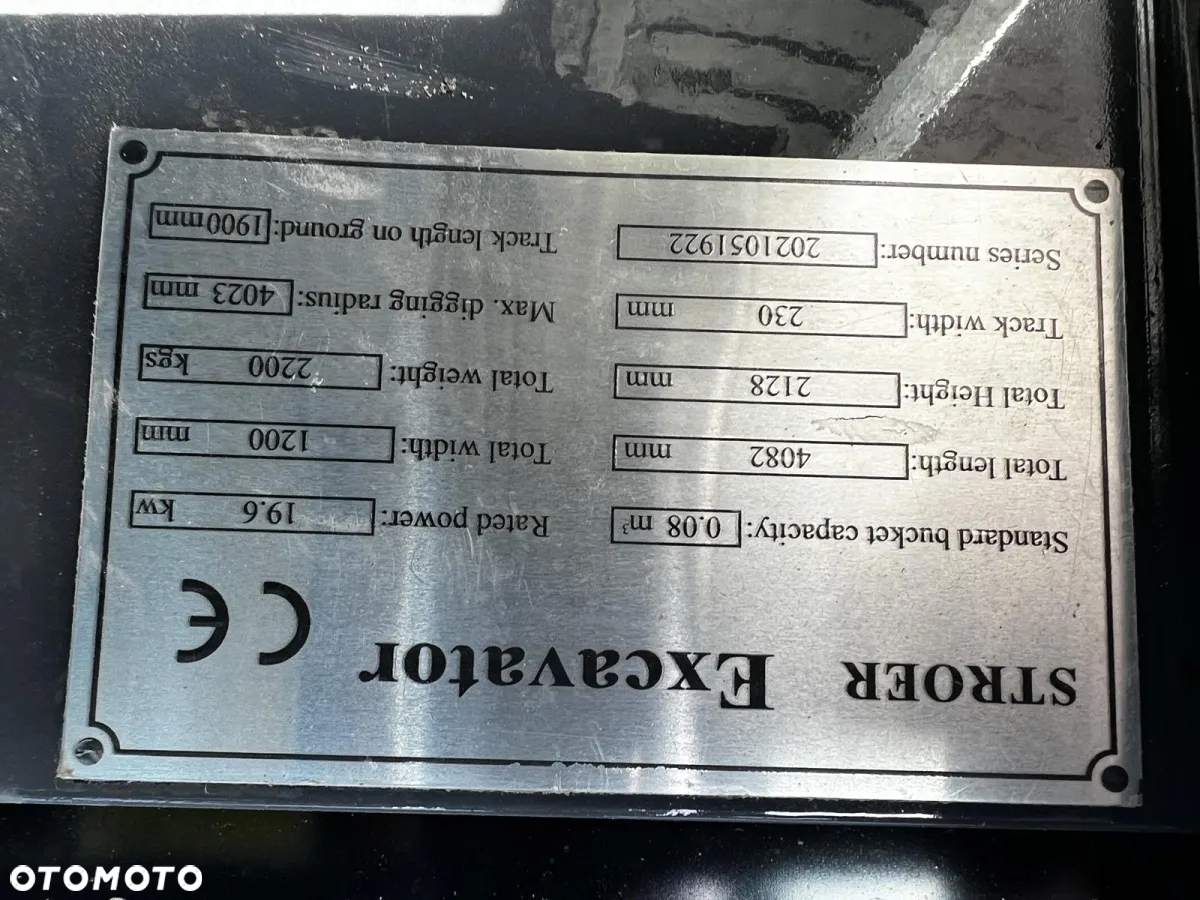 STROER Excavator CE
Standard bucket capacity: 0.08 m³ Rated power: 19.6 kw
Total length: 4082 mm Total width: 1200 mm
Total Height: 2128 mm Total weight: 2200 kgs
Track width: 230 mm Max. digging radius: 4023 mm
Series number: 2021051922 Track length on ground: 1900mm
OTOMOTO